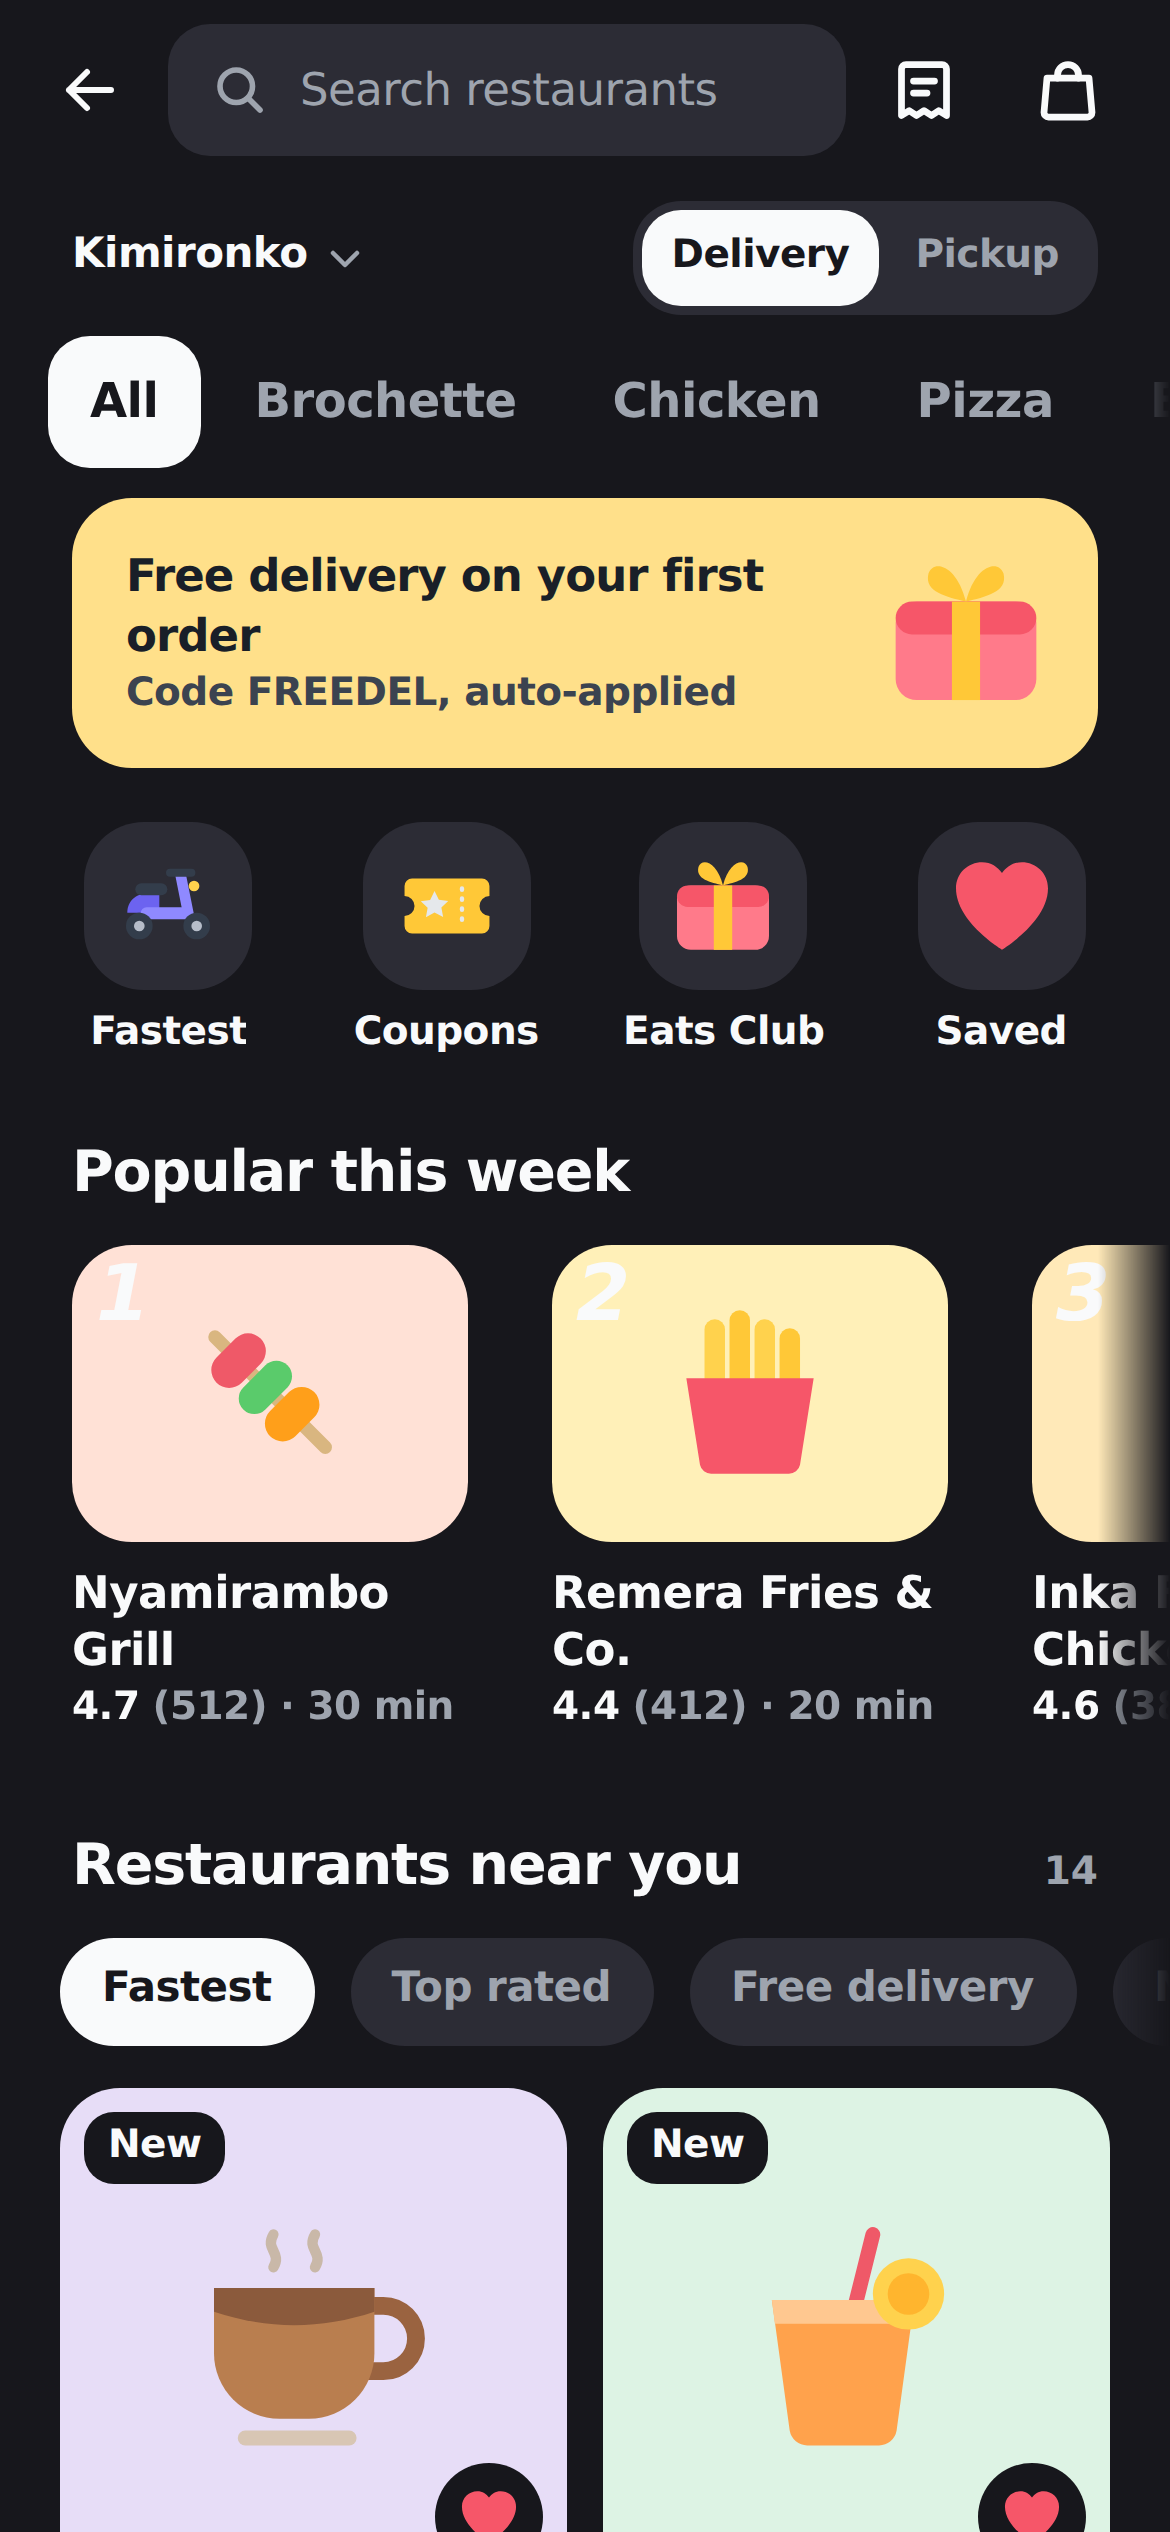 Search restaurants
Kimironko
Delivery
Pickup
All
Brochette
Chicken
Pizza
Free delivery on your first
order
Code FREEDEL, auto-applied
Fastest
Coupons
Eats Club
Saved
Popular this week
1
2
3
Nyamirambo
Grill
4.7 (512) · 30 min
Remera Fries &
Co.
4.4 (412) · 20 min
Inka
Chick
4.6
Restaurants near you
14
Fastest
Top rated
Free delivery
New
New